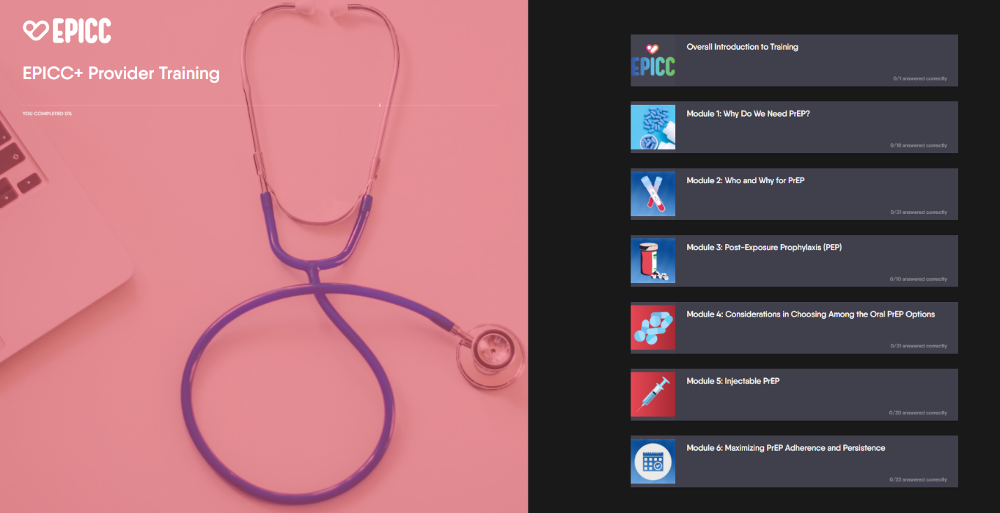 EPICC
EPICC+ Provider Training
YOU COMPLETED 0%
EPICC
Overall Introduction to Training
0/1 answered correctly
Module 1: Why Do We Need PrEP?
0/18 answered correctly
Module 2: Who and Why for PrEP
0/31 answered correctly
Module 3: Post-Exposure Prophylaxis (PEP)
0/10 answered correctly
Module 4: Considerations in Choosing Among the Oral PrEP Options
0/31 answered correctly
Module 5: Injectable PrEP
0/20 answered correctly
Module 6: Maximizing PrEP Adherence and Persistence
0/23 answered correctly